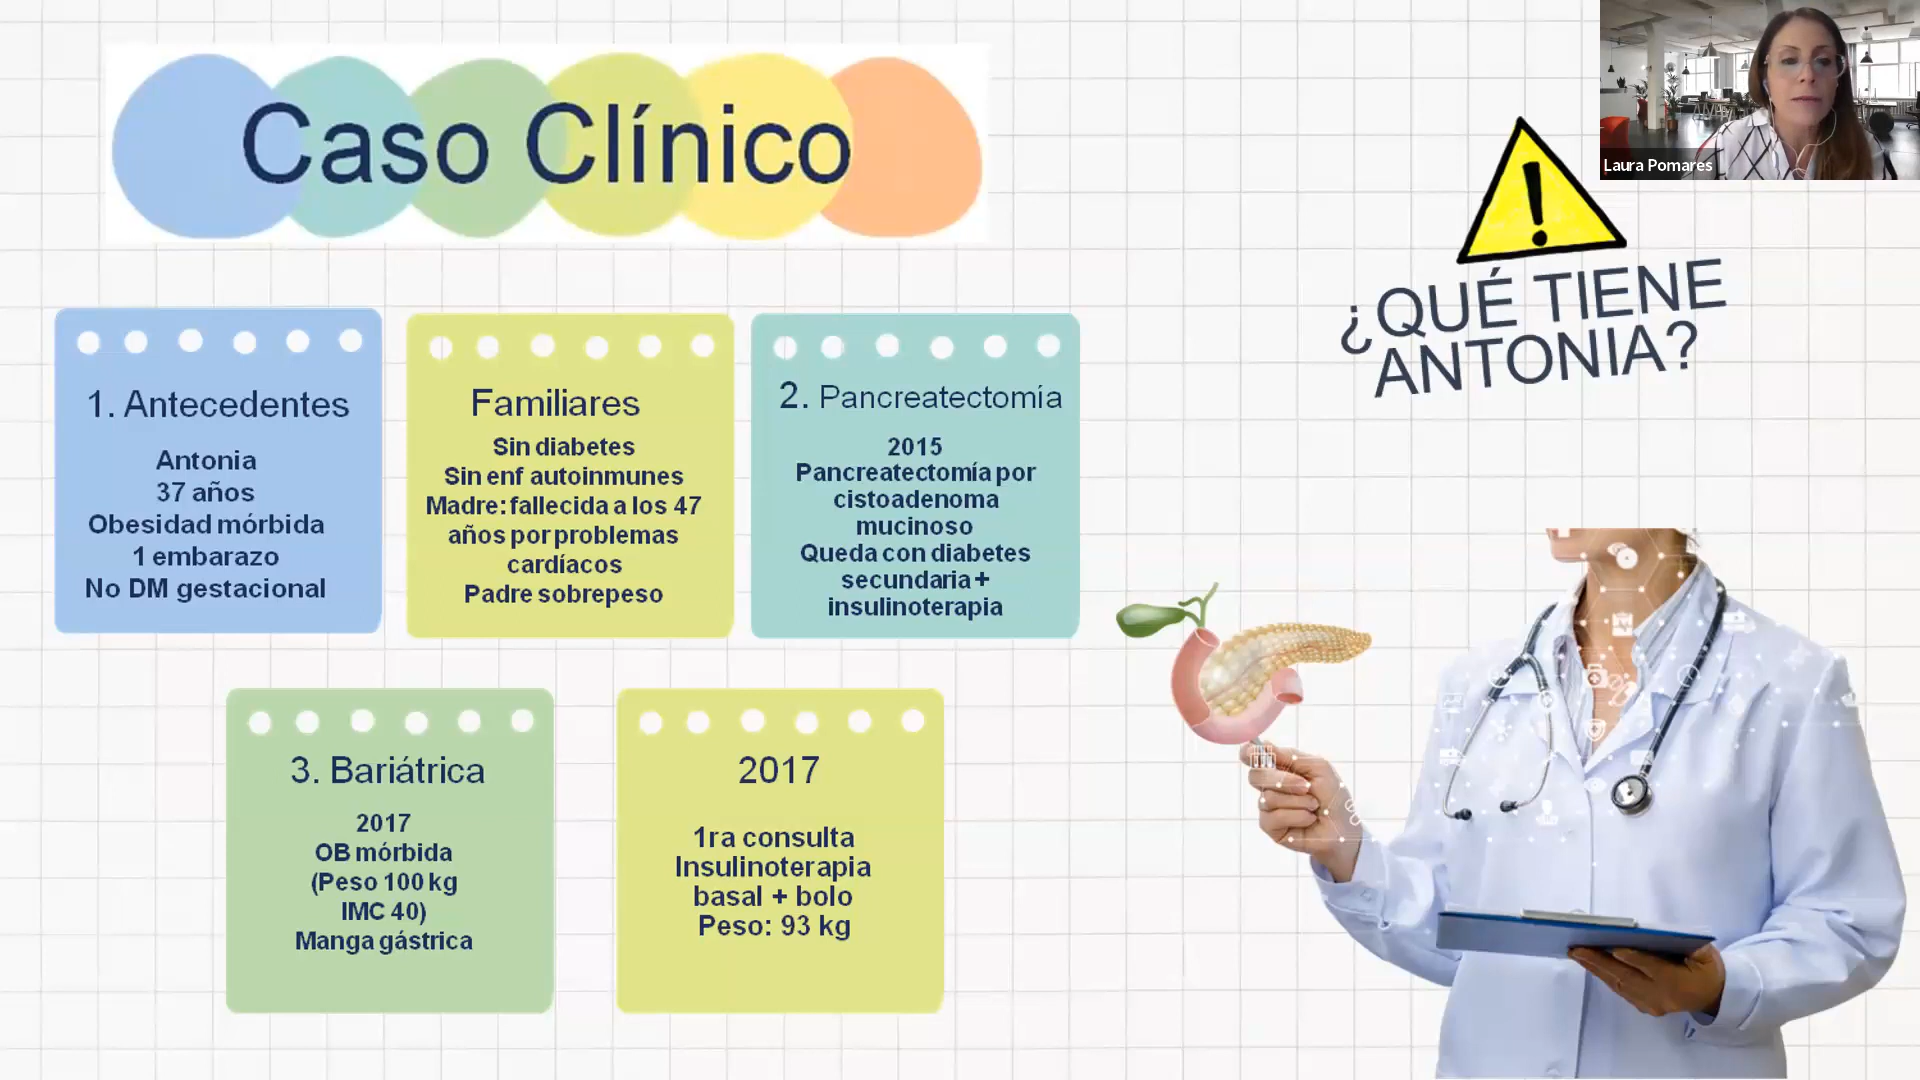 Caso Clínico
Laura Pomares
¿QUÉ TIENE
ANTONIA?
1. Antecedentes
Antonia
37 años
Obesidad mórbida
1 embarazo
No DM gestacional
Familiares
Sin diabetes
Sin enf autoinmunes
Madre: fallecida a los 47
años por problemas
cardíacos
Padre sobrepeso
2. Pancreatectomía
2015
Pancreatectomía por
cistoadenoma
mucinoso
Queda con diabetes
secundaria +
insulinoterapia
3. Bariátrica
2017
OB mórbida
(Peso 100 kg
IMC 40)
Manga gástrica
2017
1ra consulta
Insulinoterapia
basal + bolo
Peso: 93 kg